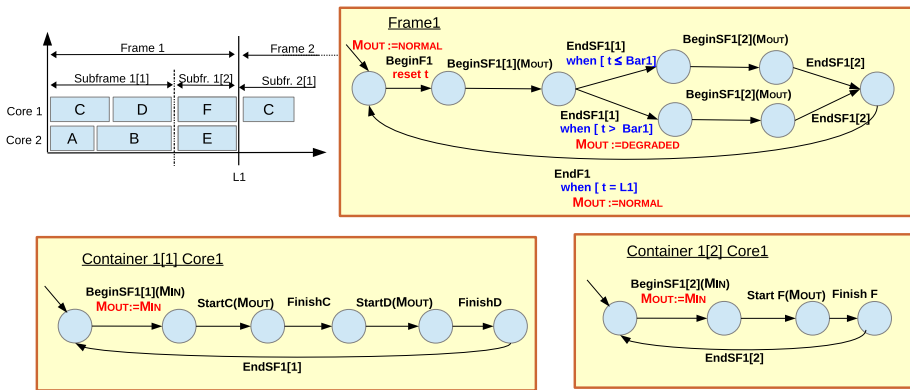 Frame 1
Frame 2
Subframe 1[1]
Subfr. 1[2]
Subfr. 2[1]
Core 1
C
D
F
C
Core 2
A
B
E
L1
Frame1
MOUT :=NORMAL
BeginF1
reset t
BeginSF1[1](MOUT)
EndSF1[1]
when [ t ≤ Bar1]
BeginSF1[2](MOUT)
EndSF1[2]
EndSF1[1]
when [ t > Bar1]
MOUT :=DEGRADED
BeginSF1[2](MOUT)
EndSF1[2]
EndF1
when [ t = L1]
MOUT :=NORMAL
Container 1[1] Core1
BeginSF1[1](MIN)
MOUT:=MIN
StartC(MOUT)
FinishC
StartD(MOUT)
FinishD
EndSF1[1]
Container 1[2] Core1
BeginSF1[2](MIN)
MOUT:=MIN
Start F(MOUT)
Finish F
EndSF1[2]